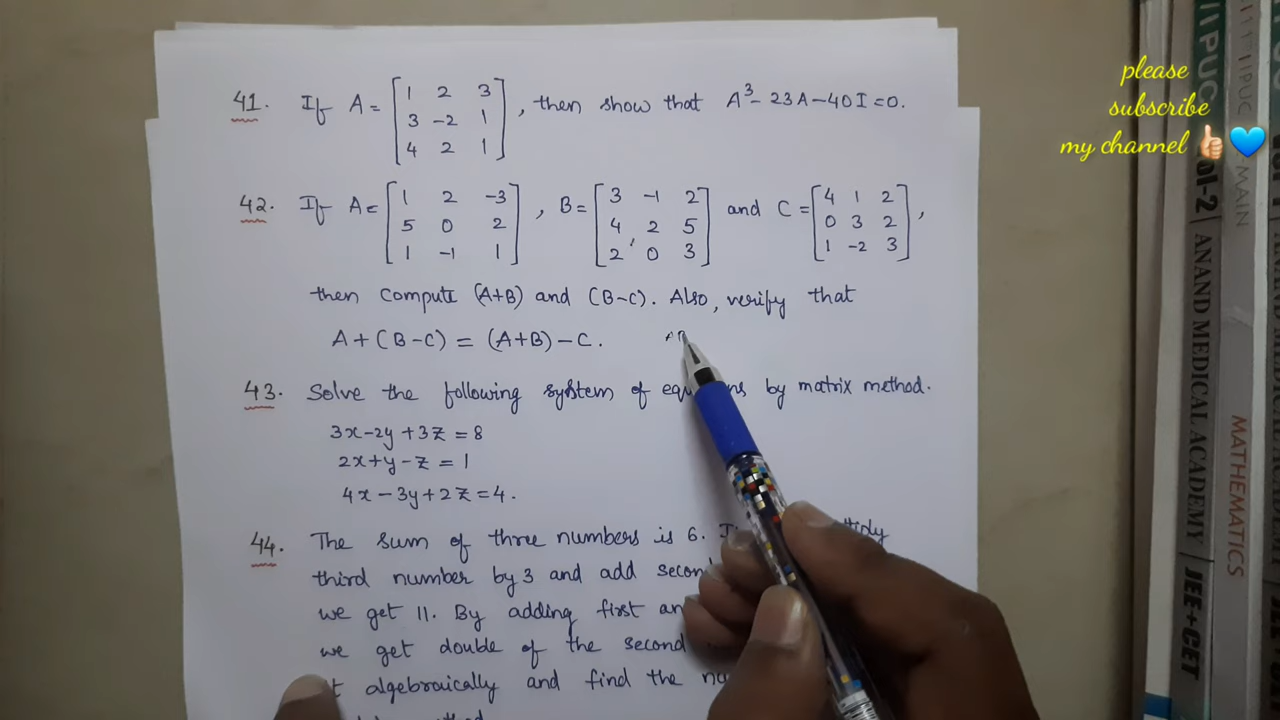 41. If A = [1 2 3
3 -2 1
4 2 1], then show that A³- 23A-40I=0.
42. If A = [1 2 -3
5 0 2
1 -1 1], B = [3 -1 2
4 2 5
2 0 3] and C = [4 1 2
0 3 2
1 -2 3],
then compute (A+B) and (B-C). Also, verify that
A+(B-C) = (A+B)-C.
43. Solve the following system of by matrix method.
3x-2y+3z = 8
2x+y-z = 1
4x-3y+2z=4.
44. The sum of three numbers is 6.
third number by 3 and add
we get 11. By adding first
we get double of the second
algebraically and find the
please
subscribe
my channel 👍🏻💙
PUC
ol-2
ANAND MEDICAL ACADEMY
JEE+CET
IPUC
MAIN
MATHEMATICS